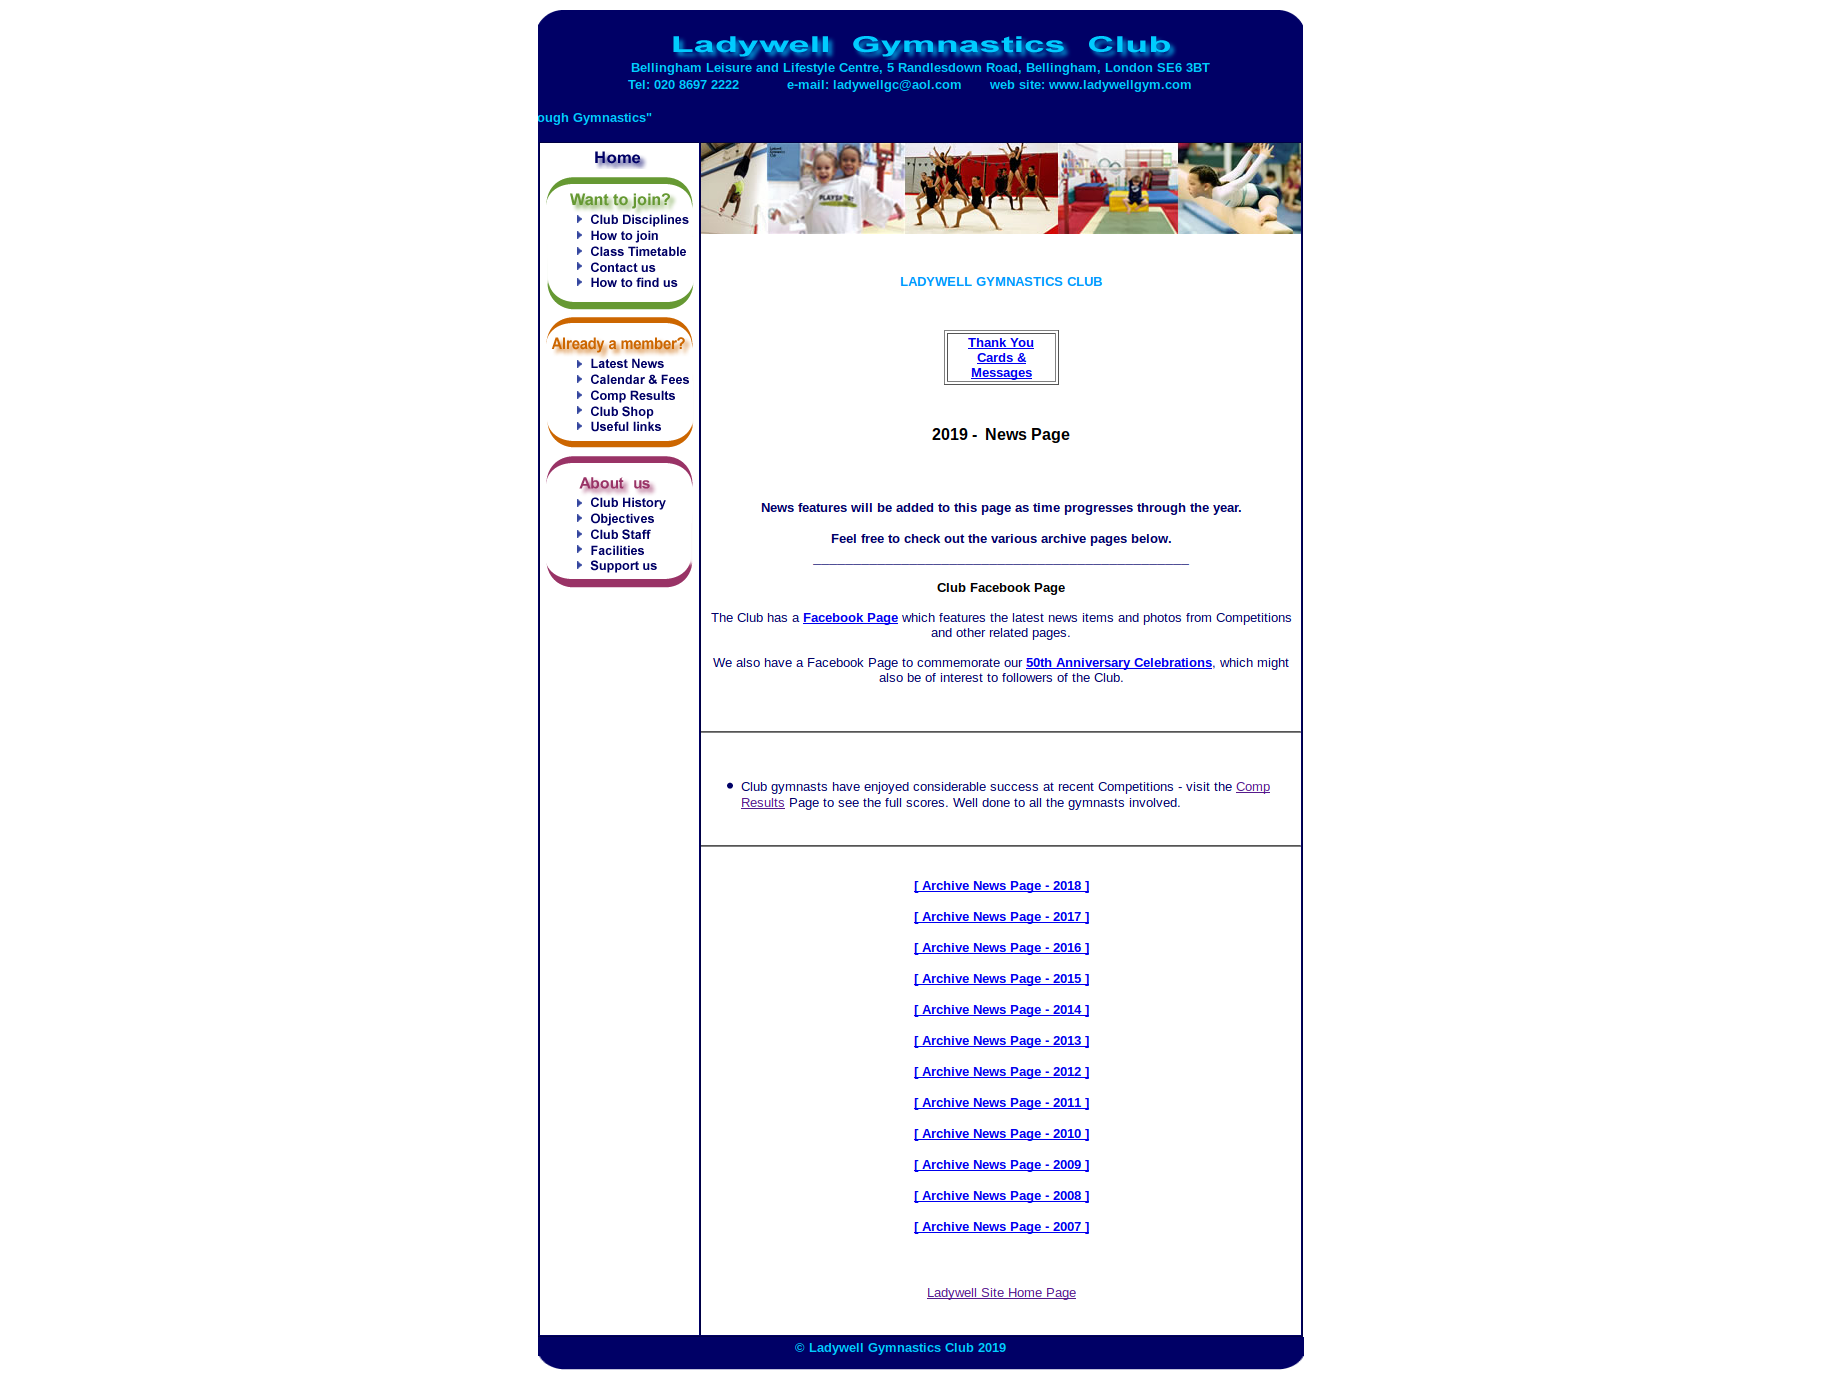 Ladywell Gymnastics Club
Bellingham Leisure and Lifestyle Centre, 5 Randlesdown Road, Bellingham, London SE6 3BT
Tel: 020 8697 2222 e-mail: ladywellgc@aol.com web site: www.ladywellgym.com
ough Gymnastics"
Home
Want to join?
Club Disciplines
How to join
Class Timetable
Contact us
How to find us
Already a member?
Latest News
Calendar & Fees
Comp Results
Club Shop
Useful links
About us
Club History
Objectives
Club Staff
Facilities
Support us
LADYWELL GYMNASTICS CLUB
Thank You
Cards &
Messages
2019 - News Page
News features will be added to this page as time progresses through the year.
Feel free to check out the various archive pages below.
Club Facebook Page
The Club has a Facebook Page which features the latest news items and photos from Competitions
and other related pages.
We also have a Facebook Page to commemorate our 50th Anniversary Celebrations, which might
also be of interest to followers of the Club.
Club gymnasts have enjoyed considerable success at recent Competitions - visit the Comp
Results Page to see the full scores. Well done to all the gymnasts involved.
[ Archive News Page - 2018 ]
[ Archive News Page - 2017 ]
[ Archive News Page - 2016 ]
[ Archive News Page - 2015 ]
[ Archive News Page - 2014 ]
[ Archive News Page - 2013 ]
[ Archive News Page - 2012 ]
[ Archive News Page - 2011 ]
[ Archive News Page - 2010 ]
[ Archive News Page - 2009 ]
[ Archive News Page - 2008 ]
[ Archive News Page - 2007 ]
Ladywell Site Home Page
© Ladywell Gymnastics Club 2019